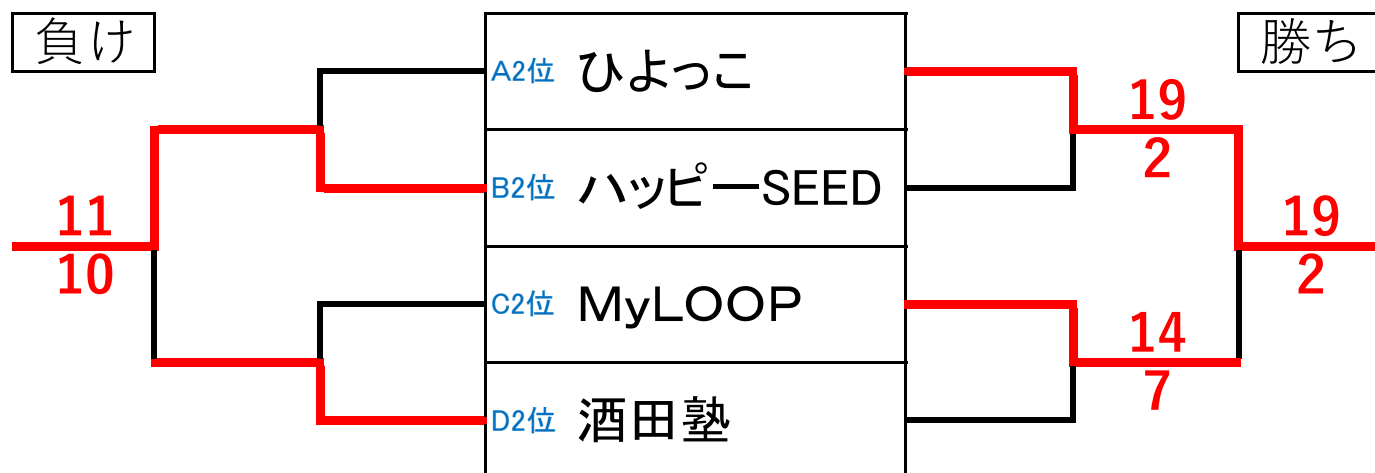 負け
勝ち
A2位 ひよっこ
19
2
B2位 ハッピーSEED
11
10
19
2
C2位 MyLOOP
14
7
D2位 酒田塾